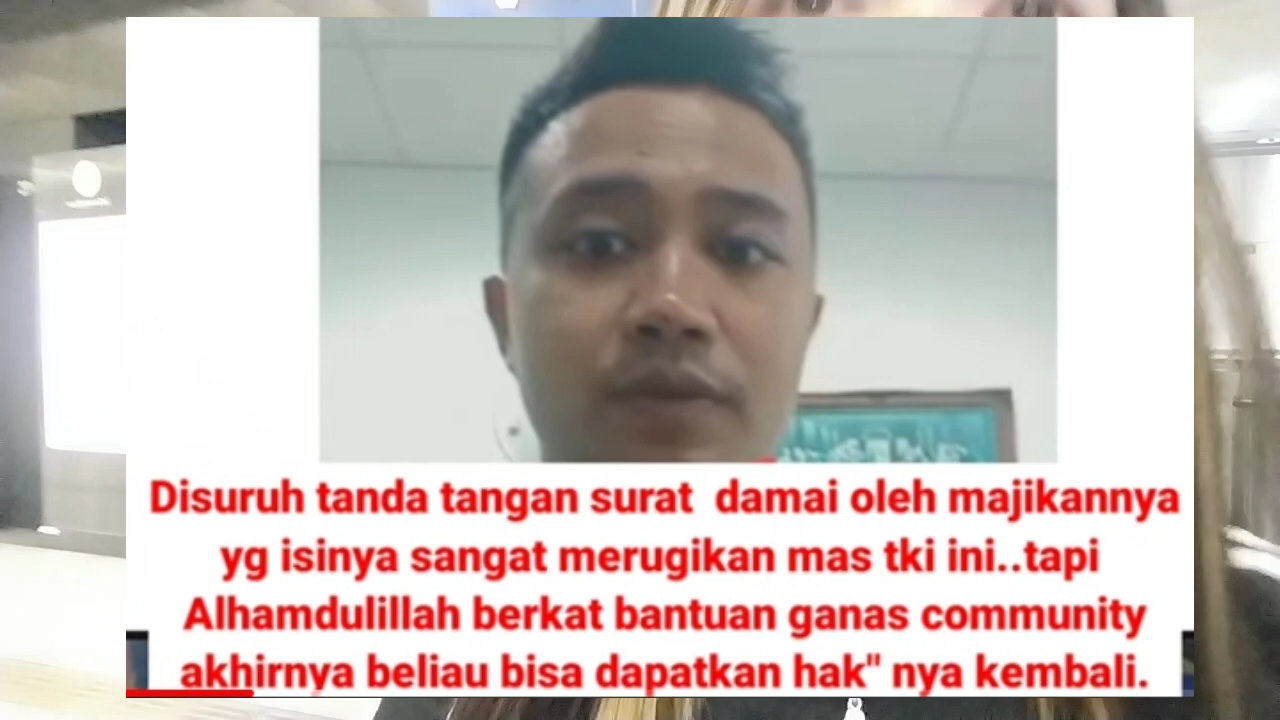 Disuruh tanda tangan surat damai oleh majikannya
yg isinya sangat merugikan mas tki ini..tapi
Alhamdulillah berkat bantuan ganas community
akhirnya beliau bisa dapatkan hak" nya kembali.